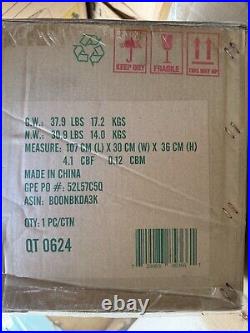 KEEP DRY
FRAGILE
THIS WAY UP
G.W.: 37.9 LBS 17.2 KGS
N.W.: 30.9 LBS 14.0 KGS
MEASURE: 107 CM (L) X 30 CM (W) X 36 CM (H)
4.1 CBF 0.12 CBM
MADE IN CHINA
GPE PO #: 52L57C5Q
ASIN: B00NBKDA3K
QTY: 1 PC/CTN
QT 0624